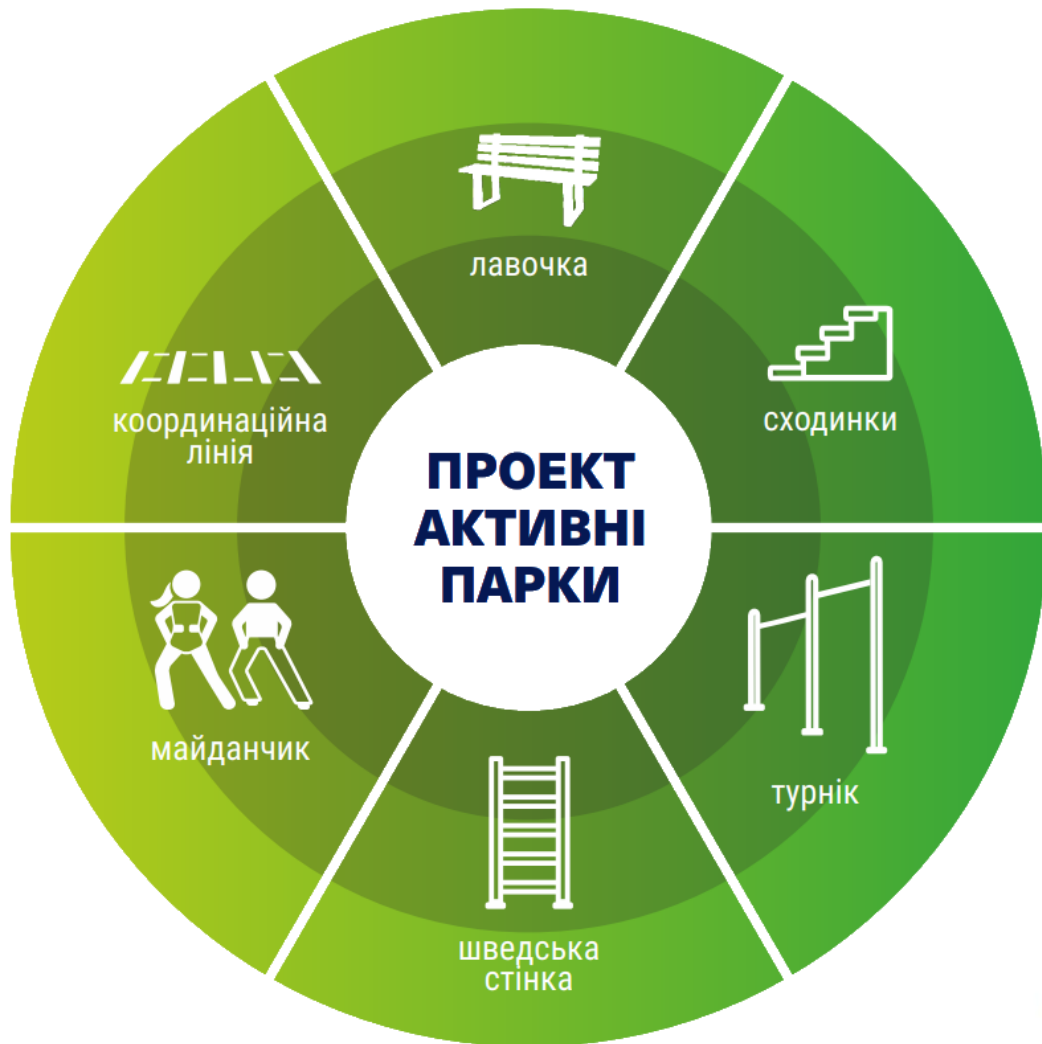 лавочка
сходинки
координаційна
лінія
ПРОЕКТ
АКТИВНІ
ПАРКИ
майданчик
турнік
шведська
стінка